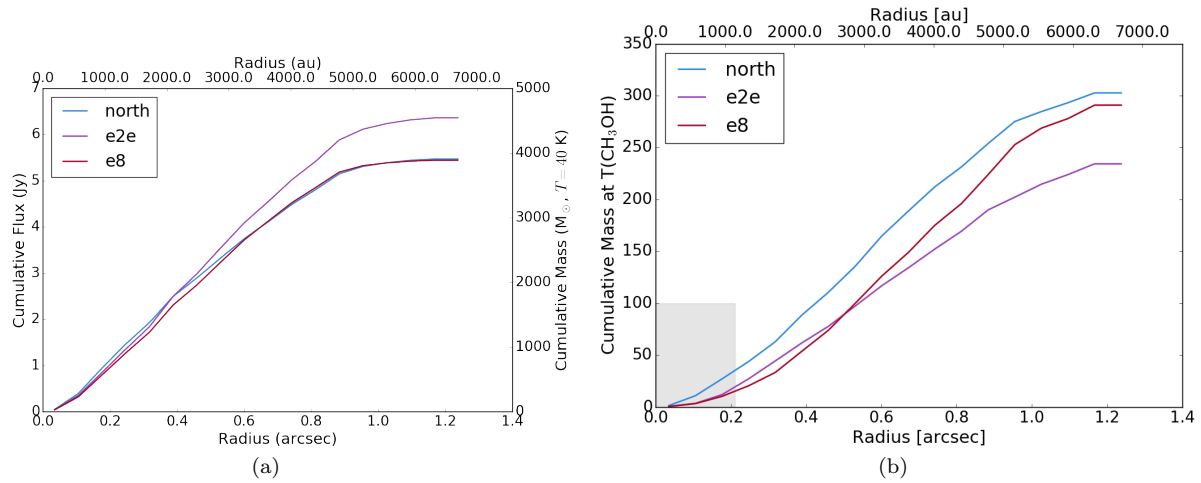 Radius (au)
0.0 1000.0 2000.0 3000.0 4000.0 5000.0 6000.0 7000.0
7
6
5
4
3
2
1
0
Cumulative Flux (Jy)
north
e2e
e8
5000
4000
3000
2000
1000
0
Cumulative Mass (M☉, T = 40 K)
0.0 0.2 0.4 0.6 0.8 1.0 1.2 1.4
Radius (arcsec)
(a)
Radius [au]
0.0 1000.0 2000.0 3000.0 4000.0 5000.0 6000.0 7000.0
350
300
250
200
150
100
50
0
Cumulative Mass at T(CH₃OH)
north
e2e
e8
0.0 0.2 0.4 0.6 0.8 1.0 1.2 1.4
Radius [arcsec]
(b)